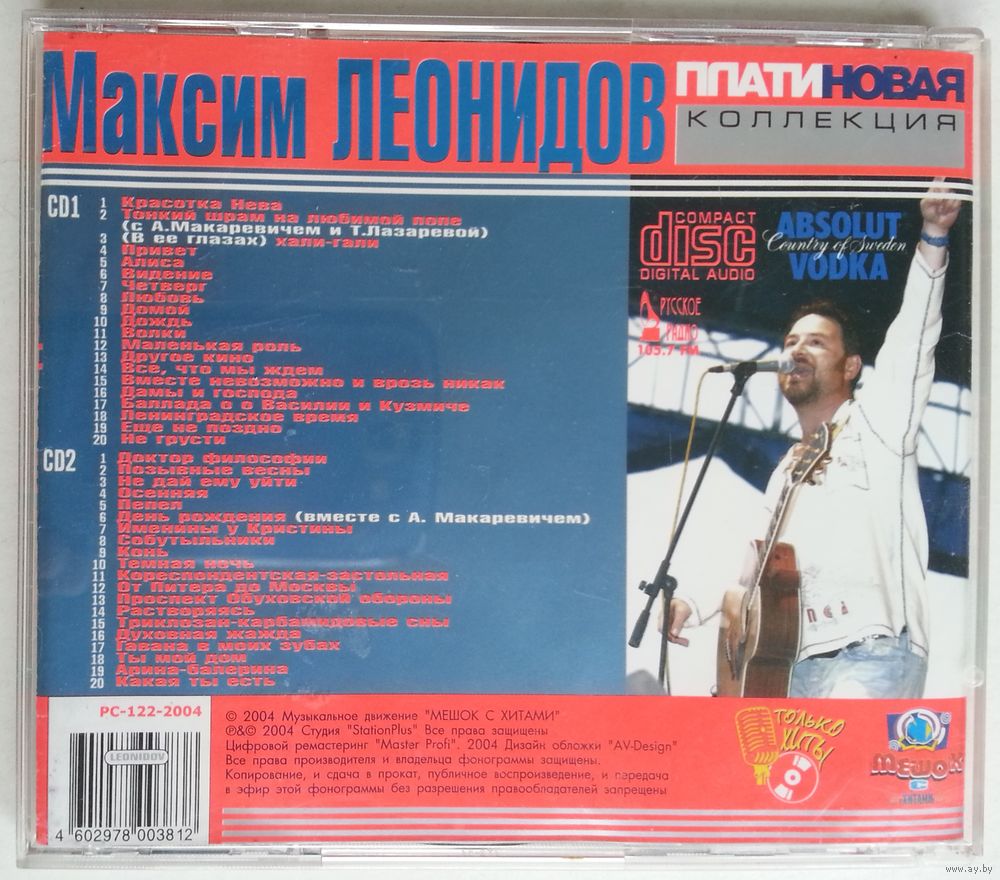 Максим ЛЕОНИДОВ
ПЛАТИНОВАЯ
КОЛЛЕКЦИЯ
CD1
1 Красотка Нева
2 Тонкий шрам на любимой попе
(с А.Макаревичем и Т.Лазаревой)
3 (В ее глазах) хали-гали
4 Привет
5 Алиса
6 Видение
7 Четверг
8 Любовь
9 Домой
10 Дождь
11 Волки
12 Маленькая роль
13 Другое кино
14 Все, что мы ждем
15 Вместе невозможно и врозь никак
16 Дамы и господа
17 Баллада о о Василии и Кузмиче
18 Ленинградское время
19 Еще не поздно
20 Не грусти
CD2
1 Доктор философии
2 Позывные весны
3 Не дай ему уйти
4 Осенняя
5 Пепел
6 День рождения (вместе с А. Макаревичем)
7 Именины у Кристины
8 Собутыльники
9 Конь
10 Темная ночь
11 Кореспондентская-застольная
12 От Питера до Москвы
13 Проспект Обуховской обороны
14 Растворяясь
15 Триклозан-карбамидовые сны
16 Духовная жажда
17 Гавана в моих зубах
18 Ты мой дом
19 Арина-балерина
20 Какая ты есть
COMPACT
disc
DIGITAL AUDIO
ABSOLUT
Country of Sweden
VODKA
РУССКОЕ
РАДИО
105.7 FM
РС-122-2004
LEONIDOV
4 602978 003812
© 2004 Музыкальное движение "МЕШОК С ХИТАМИ"
℗&© 2004 Студия "StationPlus" Все права защищены
Цифровой ремастеринг "Master Profi". 2004 Дизайн обложки "AV-Design"
Все права производителя и владельца фонограммы защищены.
Копирование, и сдача в прокат, публичное воспроизведение, и передача
в эфир этой фонограммы без разрешения правообладателей запрещены
ТОЛЬКО
ХИТЫ
МЕШОК
С
ХИТАМИ
www.ay.by